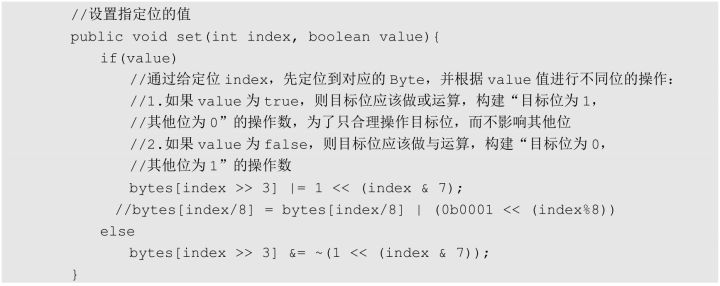 //设置指定位的值
public void set(int index, boolean value){
if(value)
//通过给定位 index，先定位到对应的 Byte，并根据 value 值进行不同位的操作：
//1.如果 value 为 true，则目标位应该做或运算，构建“目标位为 1，
//其他位为 0”的操作数，为了只合理操作目标位，而不影响其他位
//2.如果 value 为 false，则目标位应该做与运算，构建“目标位为 0，
//其他位为 1”的操作数
bytes[index >> 3] |= 1 << (index & 7);
//bytes[index/8] = bytes[index/8] | (0b0001 << (index%8))
else
bytes[index >> 3] &= ~(1 << (index & 7));
}